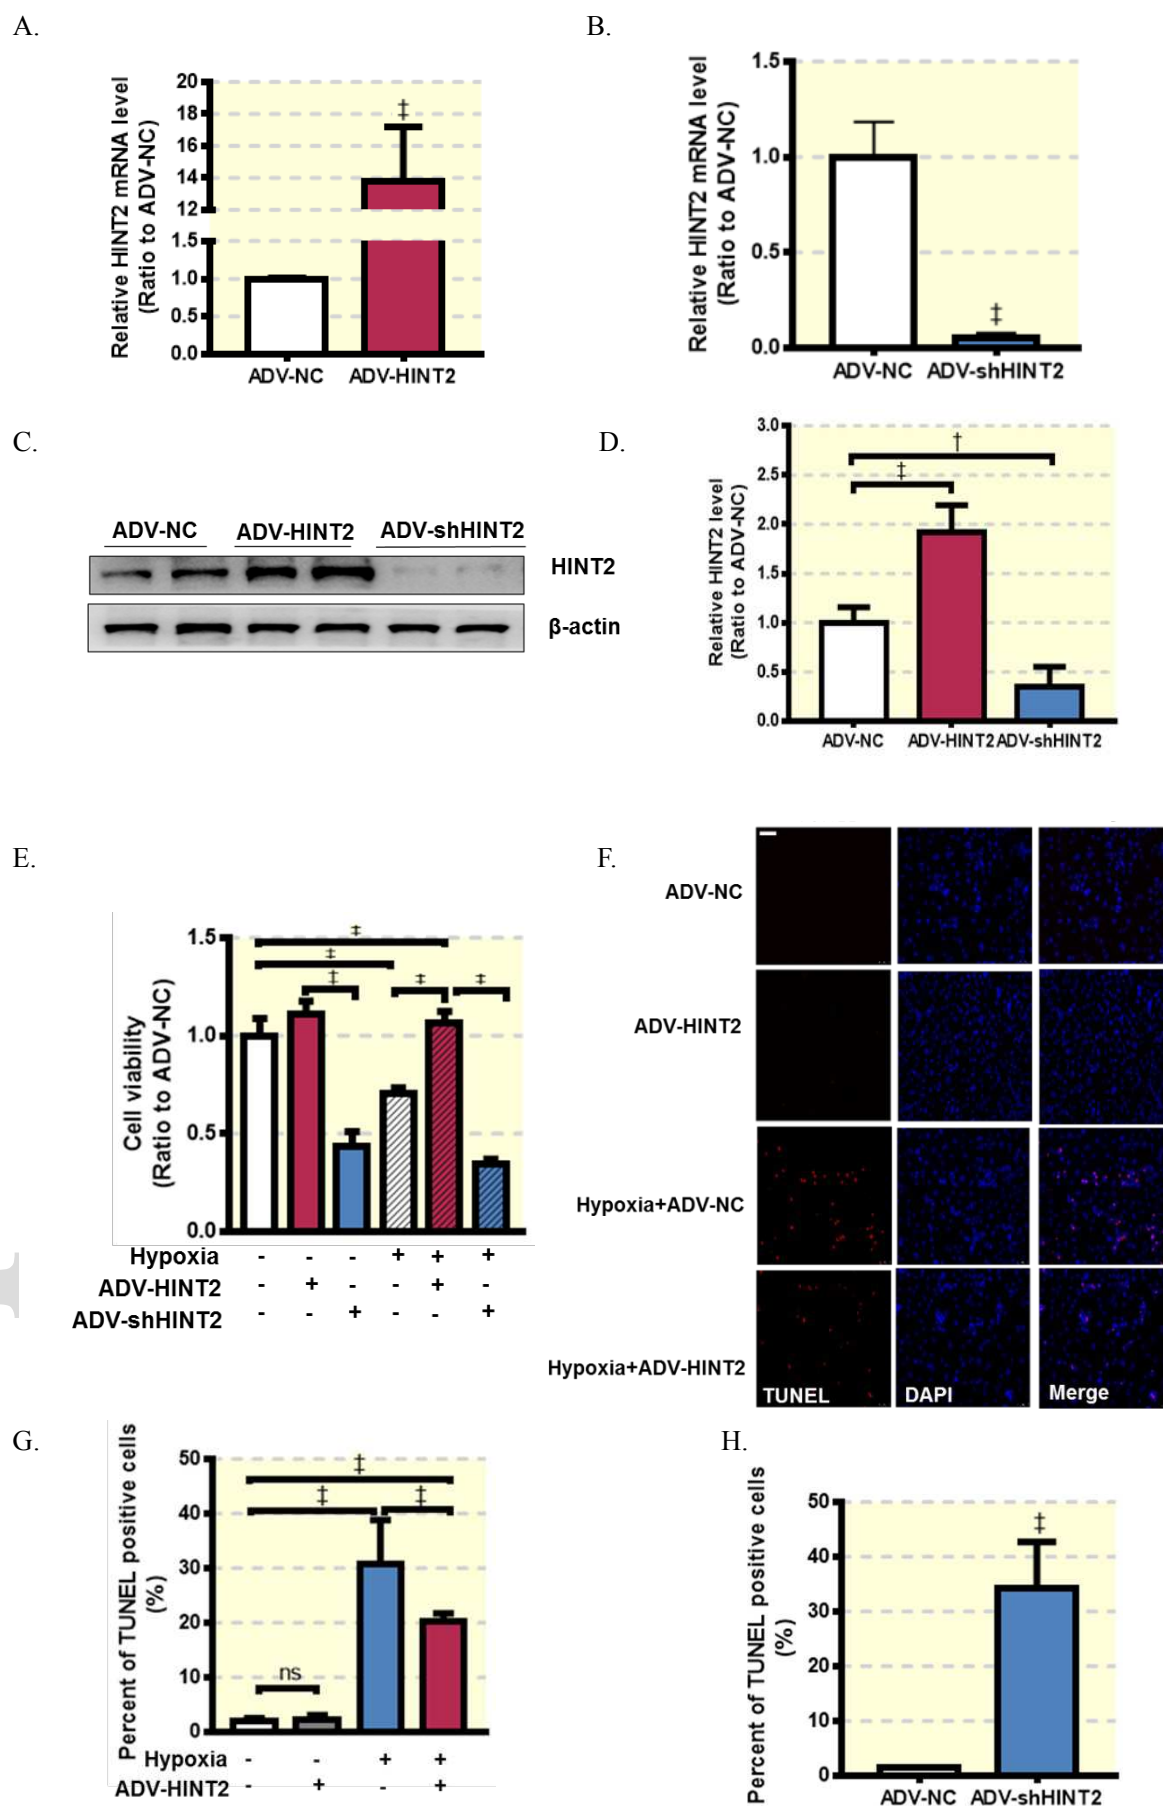 A.
Relative HINT2 mRNA level
(Ratio to ADV-NC)
20
18
16
14
12
1.5
1.0
0.5
0.0
‡
ADV-NC ADV-HINT2
B.
Relative HINT2 mRNA level
(Ratio to ADV-NC)
1.5
1.0
0.5
0.0
‡
ADV-NC ADV-shHINT2
C.
ADV-NC ADV-HINT2 ADV-shHINT2
HINT2
β-actin
D.
Relative HINT2 level
(Ratio to ADV-NC)
3.0
2.5
2.0
1.5
1.0
0.5
0.0
†
‡
ADV-NC ADV-HINT2 ADV-shHINT2
E.
Cell viability
(Ratio to ADV-NC)
1.5
1.0
0.5
0.0
‡
‡
‡ ‡ ‡
Hypoxia - - - + + +
ADV-HINT2 - + - - + -
ADV-shHINT2 - - + - - +
F.
ADV-NC
ADV-HINT2
Hypoxia+ADV-NC
Hypoxia+ADV-HINT2
TUNEL DAPI Merge
G.
Percent of TUNEL positive cells
(%)
50
40
30
20
10
0
‡
‡ ‡
ns
Hypoxia - - + +
ADV-HINT2 - + - +
H.
Percent of TUNEL positive cells
(%)
50
40
30
20
10
0
‡
ADV-NC ADV-shHINT2